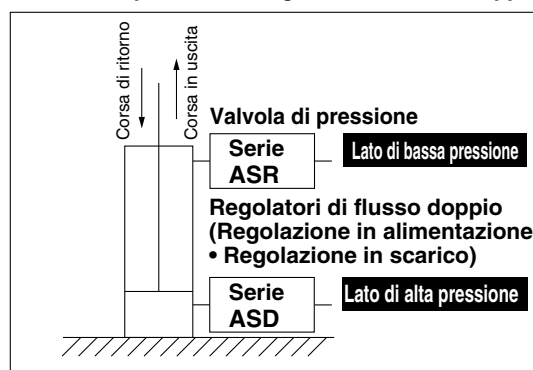 Corsa di ritorno
Corsa in uscita
Valvola di pressione
Serie
ASR
Lato di bassa pressione
Regolatori di flusso doppio
(Regolazione in alimentazione
• Regolazione in scarico)
Serie
ASD
Lato di alta pressione